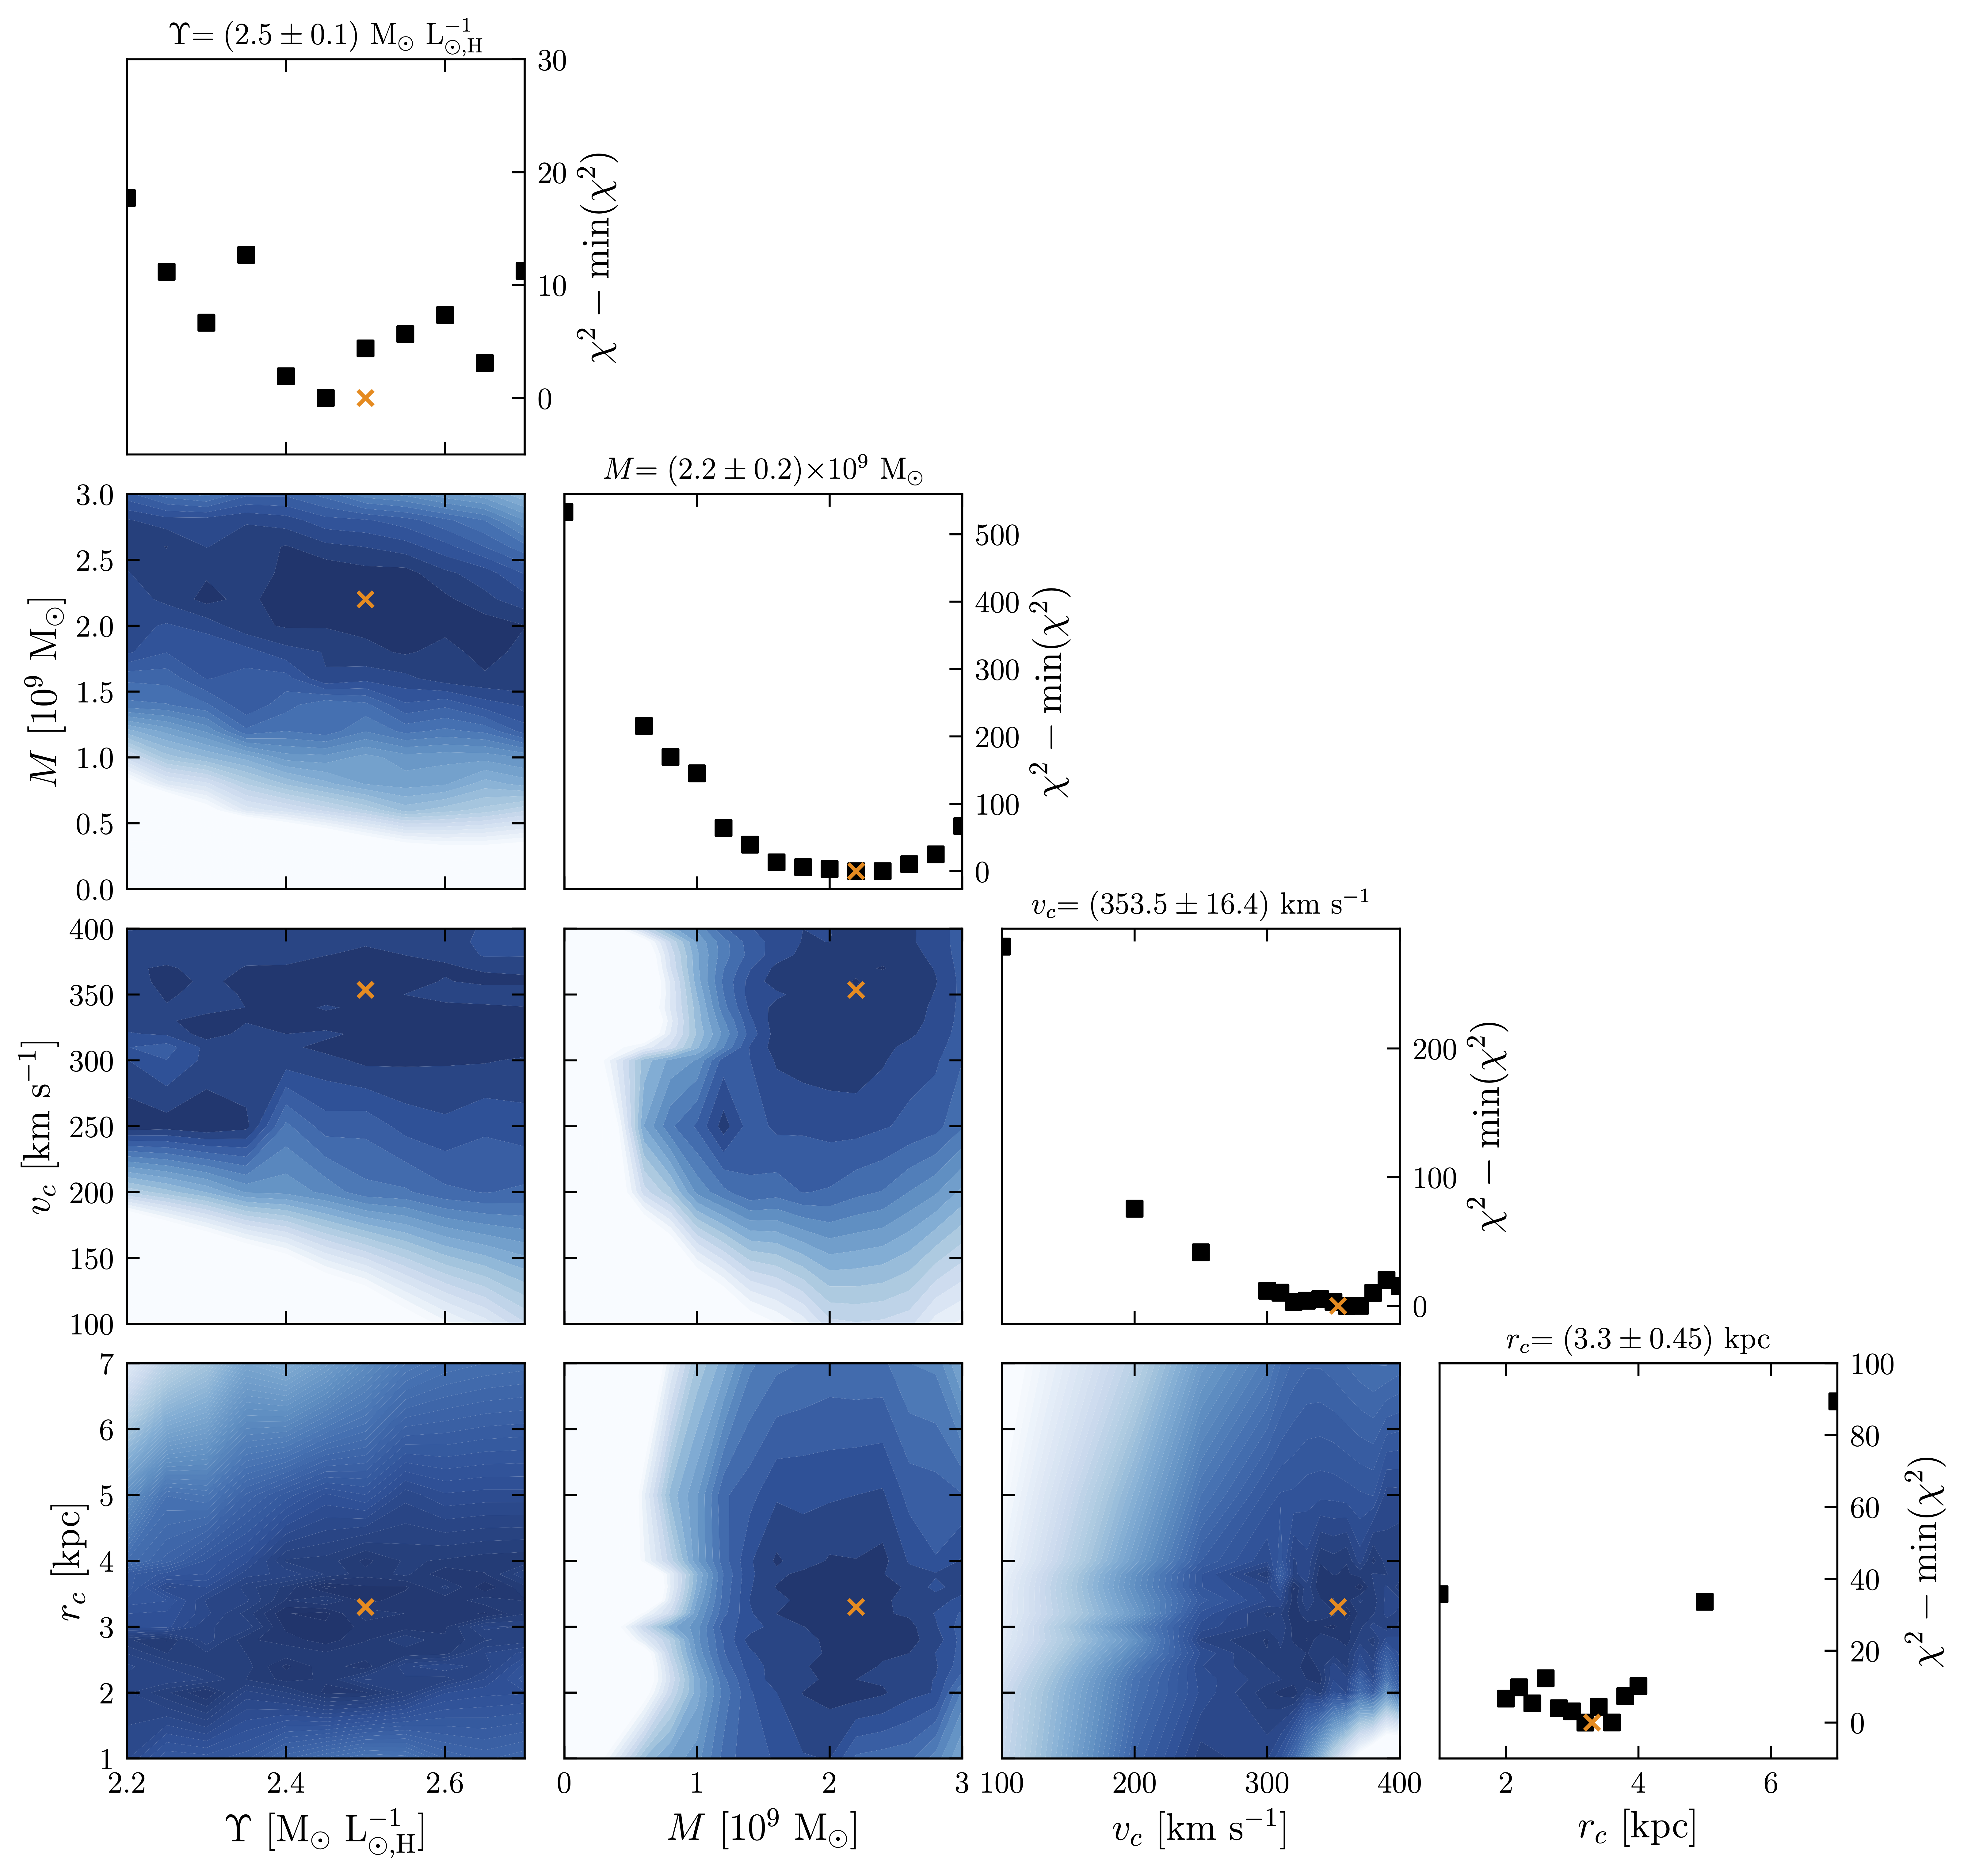 ϒ= (2.5 ± 0.1) M⊙ L⊙,H⁻¹
30
20
10
0
χ² − min(χ²)
M= (2.2 ± 0.2)×10⁹ M⊙
3.0
2.5
2.0
1.5
1.0
0.5
0.0
M [10⁹ M⊙]
500
400
300
200
100
0
χ² − min(χ²)
v_c= (353.5 ± 16.4) km s⁻¹
400
350
300
250
200
150
100
v_c [km s⁻¹]
200
100
0
χ² − min(χ²)
r_c= (3.3 ± 0.45) kpc
7
6
5
4
3
2
1
r_c [kpc]
100
80
60
40
20
0
χ² − min(χ²)
2.2 2.4 2.6
0 1 2 3
100 200 300 400
2 4 6
ϒ [M⊙ L⊙,H⁻¹]
M [10⁹ M⊙]
v_c [km s⁻¹]
r_c [kpc]